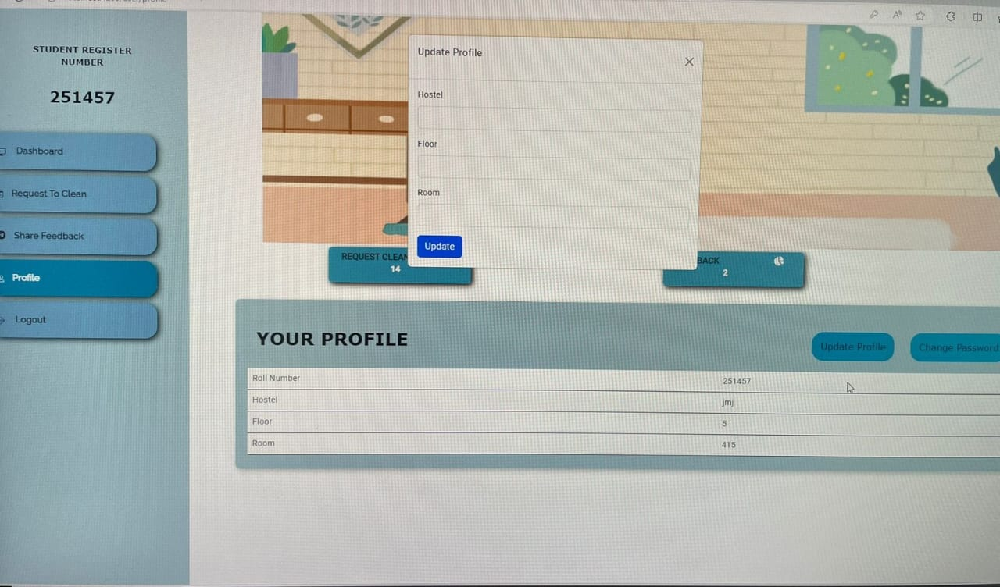 STUDENT REGISTER
NUMBER
251457
Dashboard
Request To Clean
Share Feedback
Profile
Logout
Update Profile
Hostel
Floor
Room
Update
REQUEST CLEAN
14
BACK
2
YOUR PROFILE
Update Profile
Change Password
Roll Number 251457
Hostel jmj
Floor 5
Room 415